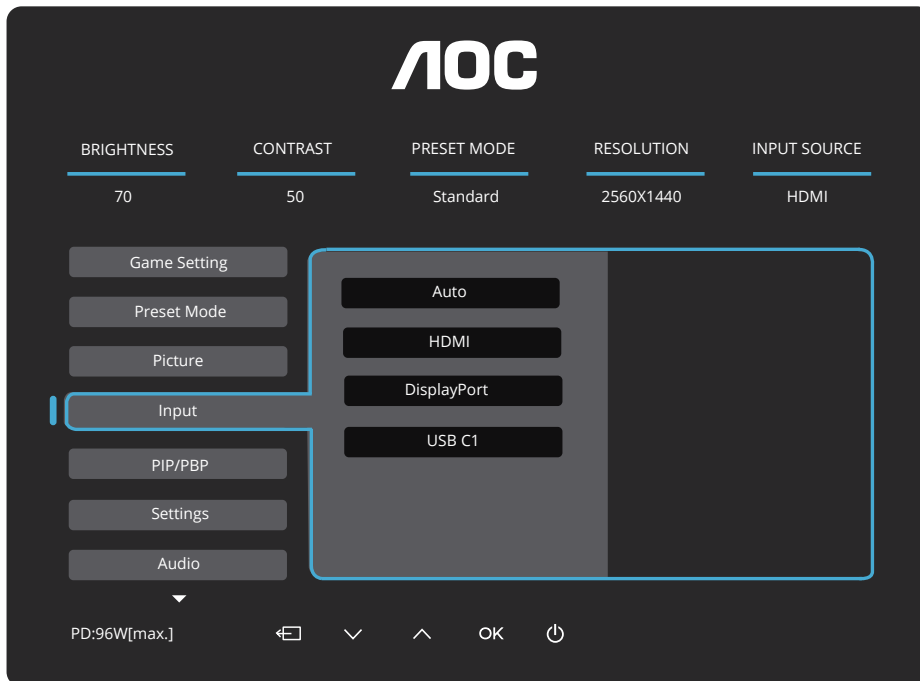 AOC
BRIGHTNESS CONTRAST PRESET MODE RESOLUTION INPUT SOURCE
70 50 Standard 2560X1440 HDMI
Game Setting
Preset Mode
Picture
Input
PIP/PBP
Settings
Audio
Auto
HDMI
DisplayPort
USB C1
PD:96W[max.] OK